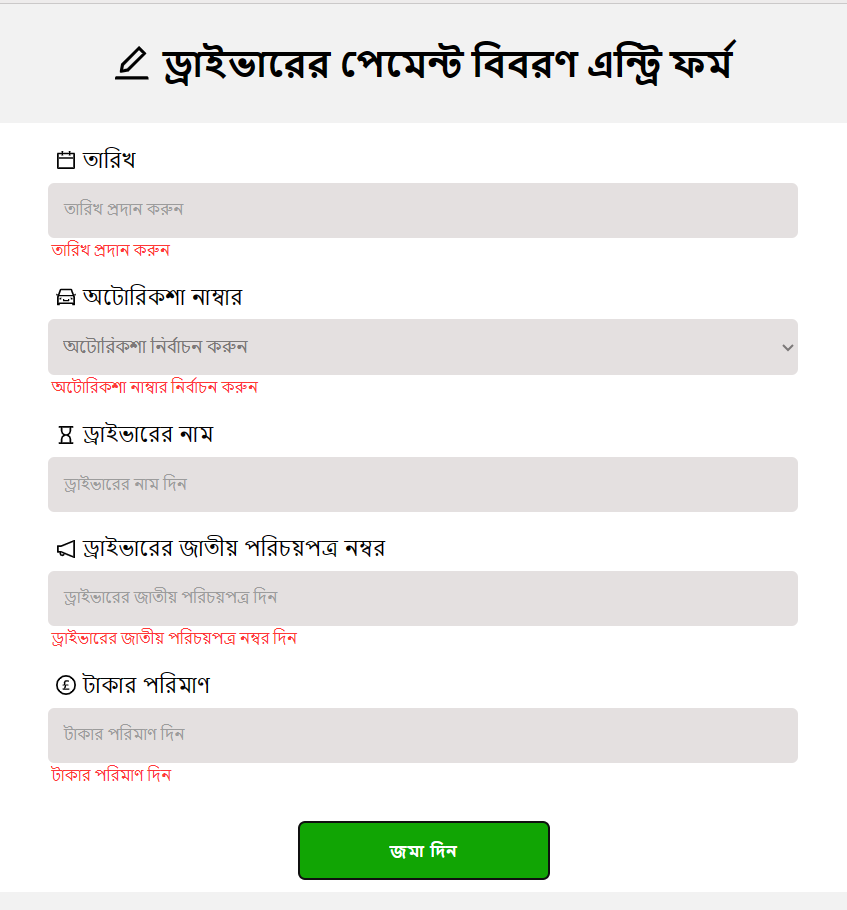 ড্রাইভারের পেমেন্ট বিবরণ এন্ট্রি ফর্ম
তারিখ
তারিখ প্রদান করুন
তারিখ প্রদান করুন
অটোরিকশা নাম্বার
অটোরিকশা নির্বাচন করুন
অটোরিকশা নাম্বার নির্বাচন করুন
ড্রাইভারের নাম
ড্রাইভারের নাম দিন
ড্রাইভারের জাতীয় পরিচয়পত্র নম্বর
ড্রাইভারের জাতীয় পরিচয়পত্র দিন
ড্রাইভারের জাতীয় পরিচয়পত্র নম্বর দিন
টাকার পরিমাণ
টাকার পরিমাণ দিন
টাকার পরিমাণ দিন
জমা দিন